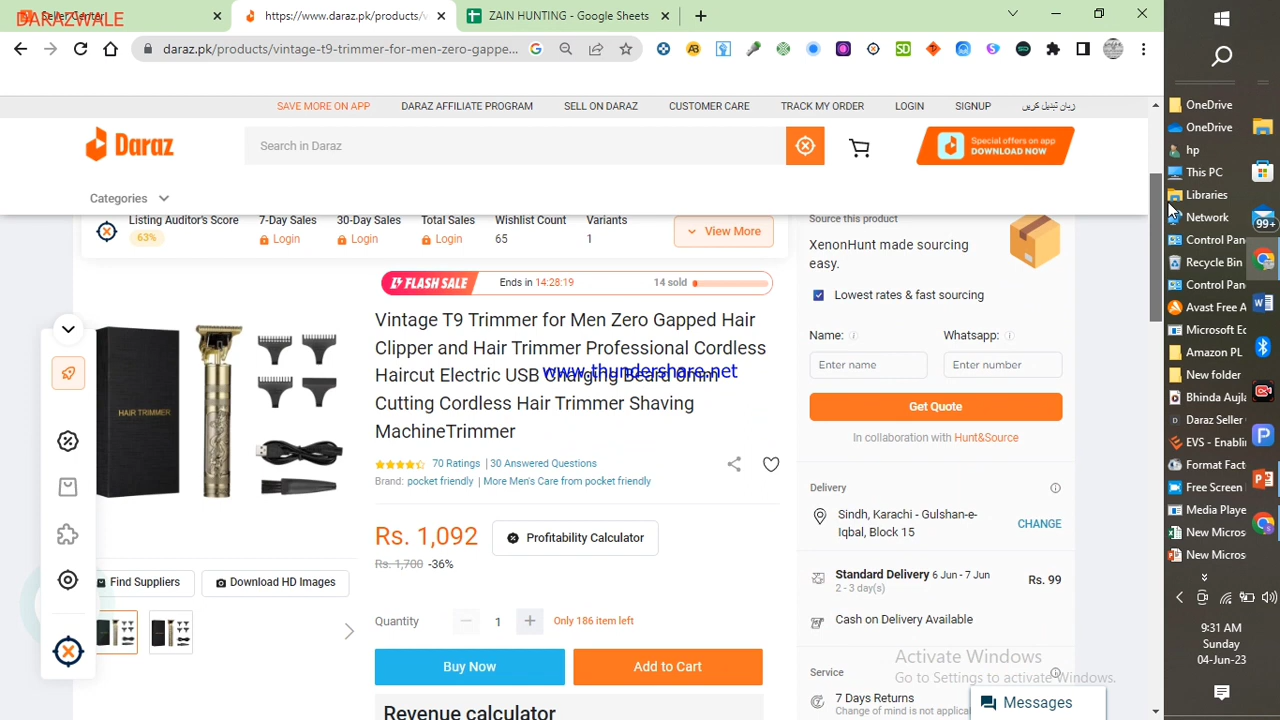 DARAZWALE
https://www.daraz.pk/products/v
ZAIN HUNTING - Google Sheets
daraz.pk/products/vintage-t9-trimmer-for-men-zero-gappe...
SAVE MORE ON APP
DARAZ AFFILIATE PROGRAM
SELL ON DARAZ
CUSTOMER CARE
TRACK MY ORDER
LOGIN
SIGNUP
زبان تبدیل کریں
Daraz
Search in Daraz
Special offers on app
DOWNLOAD NOW
Categories
Listing Auditor's Score
63%
7-Day Sales
Login
30-Day Sales
Login
Total Sales
Login
Wishlist Count
65
Variants
1
View More
FLASH SALE
Ends in 14:28:19
14 sold
Vintage T9 Trimmer for Men Zero Gapped Hair
Clipper and Hair Trimmer Professional Cordless
Haircut Electric USB Charging Beard 0mm
Cutting Cordless Hair Trimmer Shaving
MachineTrimmer
www.thundershare.net
HAIR TRIMMER
70 Ratings | 30 Answered Questions
Brand: pocket friendly | More Men's Care from pocket friendly
Rs. 1,092
Profitability Calculator
Rs. 1,700 -36%
Find Suppliers
Download HD Images
Quantity
1
Only 186 item left
Buy Now
Add to Cart
Revenue calculator
Source this product
XenonHunt made sourcing
easy.
Lowest rates & fast sourcing
Name:
Whatsapp:
Enter name
Enter number
Get Quote
In collaboration with Hunt&Source
Delivery
Sindh, Karachi - Gulshan-e-
Iqbal, Block 15
CHANGE
Standard Delivery 6 Jun - 7 Jun
2 - 3 day(s)
Rs. 99
Cash on Delivery Available
Service
7 Days Returns
Change of mind is not applica
Activate Windows
Go to Settings to activate Windows.
Messages
OneDrive
OneDrive
hp
This PC
Libraries
Network
99+
Control Pan
Recycle Bin
Control Pan
Avast Free A
Microsoft Ec
Amazon PL
New folder
Bhinda Aujla
Daraz Seller
EVS - Enabli
Format Fact
Free Screen
Media Playe
New Micros
New Micros
9:31 AM
Sunday
04-Jun-23